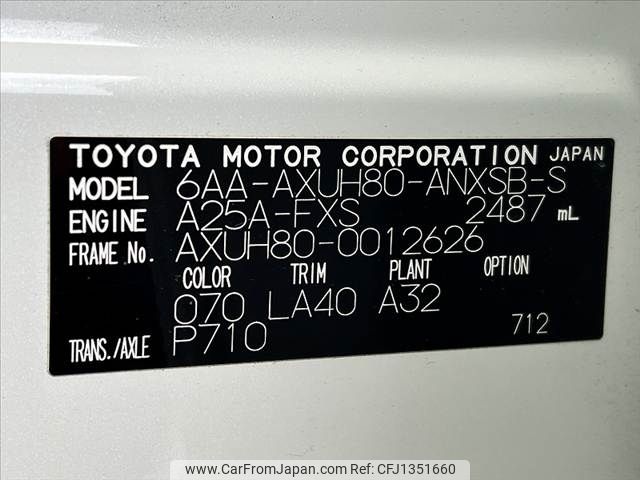 TOYOTA MOTOR CORPORATION JAPAN
MODEL 6AA-AXUH80-ANXSB-S
ENGINE A25A-FXS 2487 mL
FRAME No. AXUH80-0012626
COLOR TRIM PLANT OPTION
070 LA40 A32
TRANS./AXLE P710 712
www.CarFromJapan.com - CFJ1351660